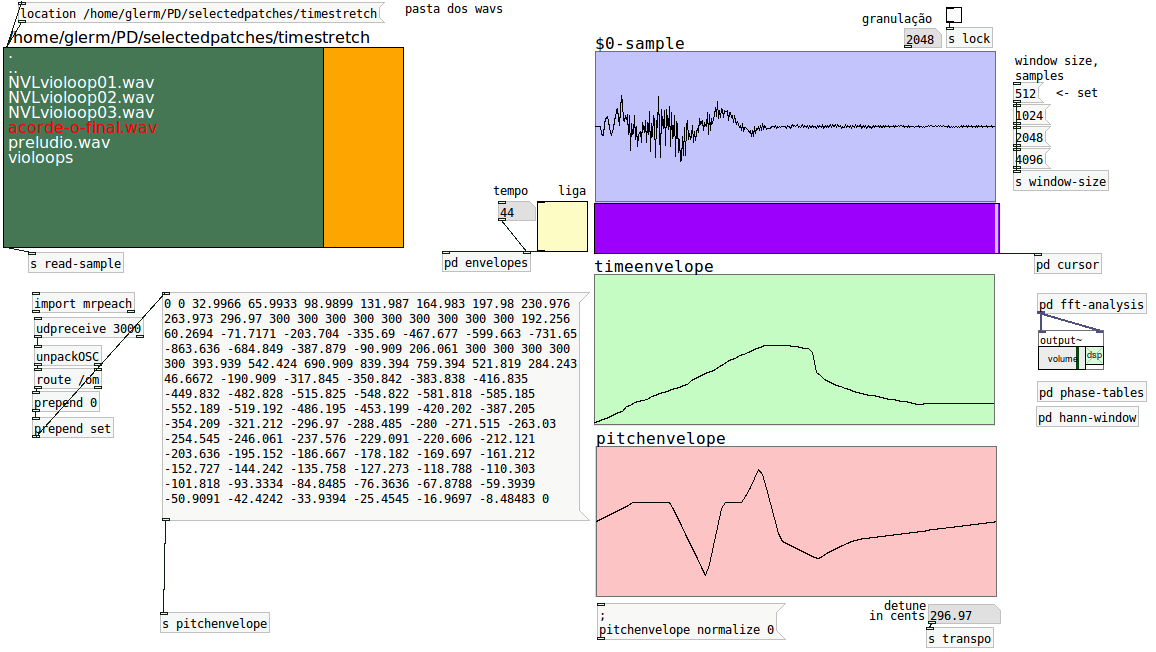 location /home/glerm/PD/selectedpatches/timestretch
pasta dos wavs
/home/glerm/PD/selectedpatches/timestretch
.
..
NVLvioloop01.wav
NVLvioloop02.wav
NVLvioloop03.wav
acorde-o-final.wav
preludio.wav
violoops
s read-sample
import mrpeach
udpreceive 3000
unpackOSC
route /om
prepend 0
prepend set
0 0 32.9966 65.9933 98.9899 131.987 164.983 197.98 230.976
263.973 296.97 300 300 300 300 300 300 300 300 300 192.256
60.2694 -71.7171 -203.704 -335.69 -467.677 -599.663 -731.65
-863.636 -684.849 -387.879 -90.909 206.061 300 300 300 300
300 393.939 542.424 690.909 839.394 759.394 521.819 284.243
46.6672 -190.909 -317.845 -350.842 -383.838 -416.835
-449.832 -482.828 -515.825 -548.822 -581.818 -585.185
-552.189 -519.192 -486.195 -453.199 -420.202 -387.205
-354.209 -321.212 -296.97 -288.485 -280 -271.515 -263.03
-254.545 -246.061 -237.576 -229.091 -220.606 -212.121
-203.636 -195.152 -186.667 -178.182 -169.697 -161.212
-152.727 -144.242 -135.758 -127.273 -118.788 -110.303
-101.818 -93.3334 -84.8485 -76.3636 -67.8788 -59.3939
-50.9091 -42.4242 -33.9394 -25.4545 -16.9697 -8.48483 0
s pitchenvelope
tempo
liga
44
pd envelopes
granulação
2048
s lock
$0-sample
window size,
samples
512
<- set
1024
2048
4096
s window-size
pd cursor
timeenvelope
pd fft-analysis
output~
volume
dsp
pd phase-tables
pd hann-window
pitchenvelope
;
pitchenvelope normalize 0
detune
in cents
296.97
s transpo